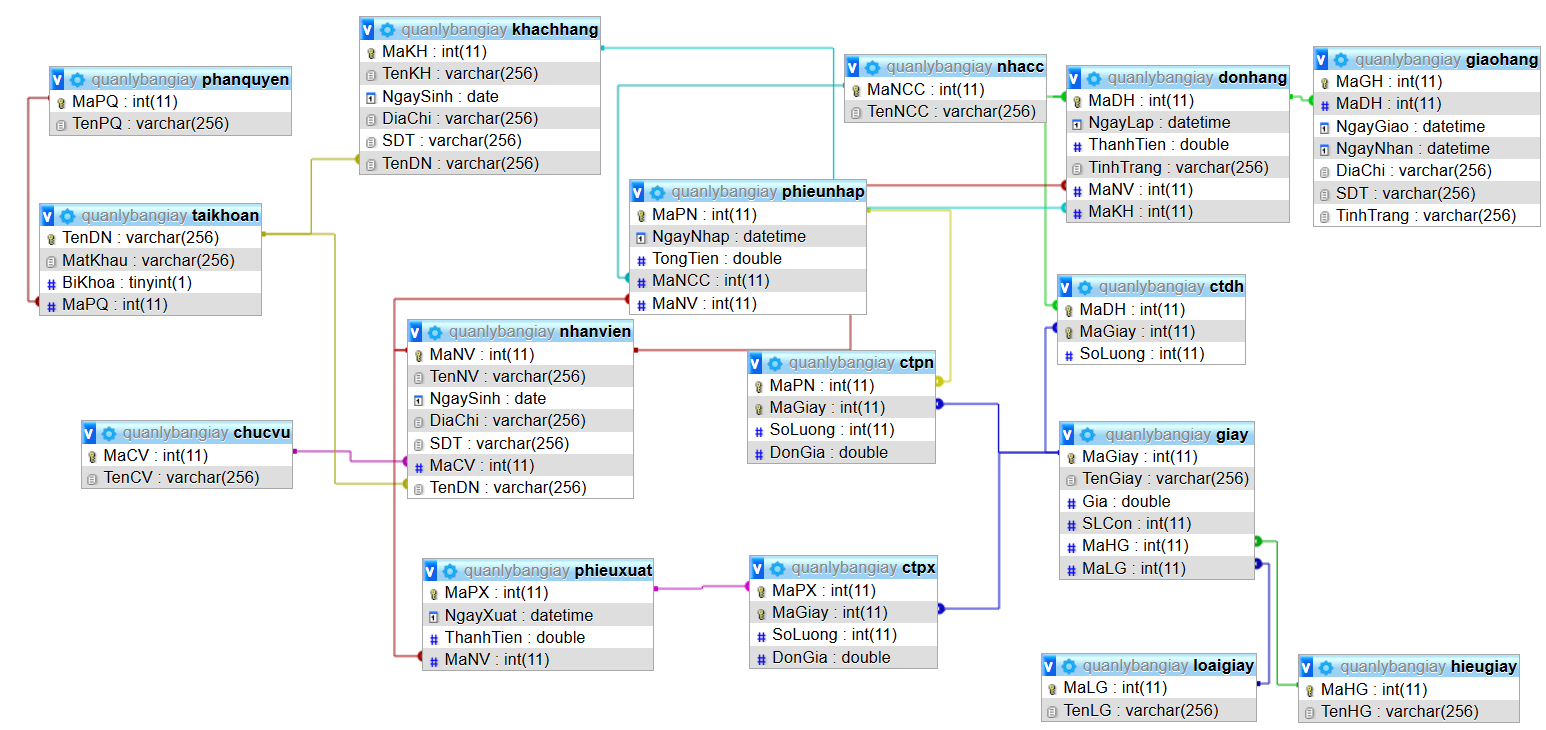 quanlybangiay phanquyen
MaPQ : int(11)
TenPQ : varchar(256)
quanlybangiay taikhoan
TenDN : varchar(256)
MatKhau : varchar(256)
BiKhoa : tinyint(1)
MaPQ : int(11)
quanlybangiay chucvu
MaCV : int(11)
TenCV : varchar(256)
quanlybangiay khachhang
MaKH : int(11)
TenKH : varchar(256)
NgaySinh : date
DiaChi : varchar(256)
SDT : varchar(256)
TenDN : varchar(256)
quanlybangiay nhanvien
MaNV : int(11)
TenNV : varchar(256)
NgaySinh : date
DiaChi : varchar(256)
SDT : varchar(256)
MaCV : int(11)
TenDN : varchar(256)
quanlybangiay phieuxuat
MaPX : int(11)
NgayXuat : datetime
ThanhTien : double
MaNV : int(11)
quanlybangiay nhacc
MaNCC : int(11)
TenNCC : varchar(256)
quanlybangiay phieunhap
MaPN : int(11)
NgayNhap : datetime
TongTien : double
MaNCC : int(11)
MaNV : int(11)
quanlybangiay ctpn
MaPN : int(11)
MaGiay : int(11)
SoLuong : int(11)
DonGia : double
quanlybangiay ctpx
MaPX : int(11)
MaGiay : int(11)
SoLuong : int(11)
DonGia : double
quanlybangiay donhang
MaDH : int(11)
NgayLap : datetime
ThanhTien : double
TinhTrang : varchar(256)
MaNV : int(11)
MaKH : int(11)
quanlybangiay giaohang
MaGH : int(11)
MaDH : int(11)
NgayGiao : datetime
NgayNhan : datetime
DiaChi : varchar(256)
SDT : varchar(256)
TinhTrang : varchar(256)
quanlybangiay ctdh
MaDH : int(11)
MaGiay : int(11)
SoLuong : int(11)
quanlybangiay giay
MaGiay : int(11)
TenGiay : varchar(256)
Gia : double
SLCon : int(11)
MaHG : int(11)
MaLG : int(11)
quanlybangiay loaigiay
MaLG : int(11)
TenLG : varchar(256)
quanlybangiay hieugiay
MaHG : int(11)
TenHG : varchar(256)